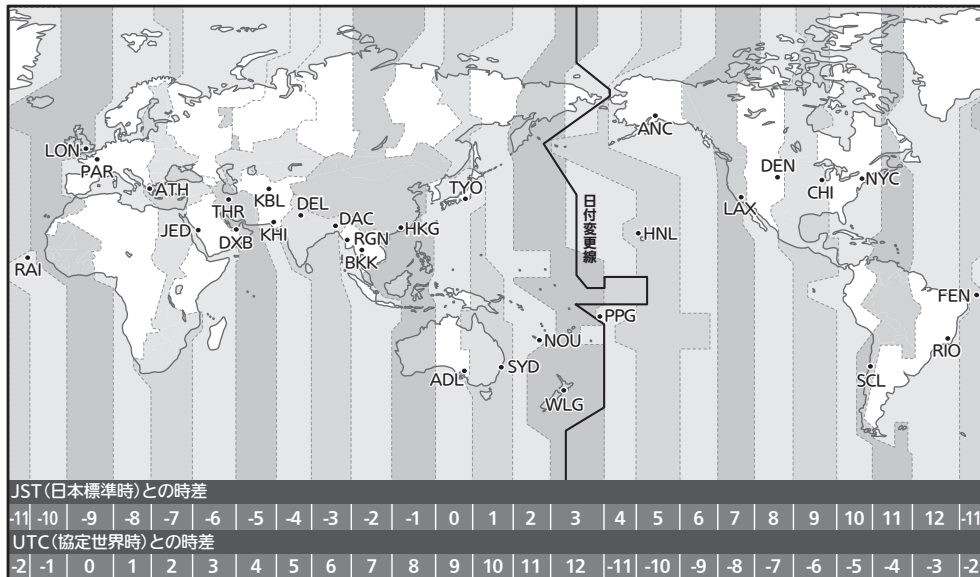 ANC
LON
PAR
DEN
NYC
ATH
KBL
DEL
TYO
CHI
THR
LAX
DAC
JED
DXB
KHI
RGN
HKG
日付変更線
HNL
BKK
RAI
FEN
PPG
NOU
RIO
ADL
SYD
SCL
WLG
JST(日本標準時)との時差
-11 -10 -9 -8 -7 -6 -5 -4 -3 -2 -1 0 1 2 3 4 5 6 7 8 9 10 11 12 -11
UTC(協定世界時)との時差
-2 -1 0 1 2 3 4 5 6 7 8 9 10 11 12 -11 -10 -9 -8 -7 -6 -5 -4 -3 -2